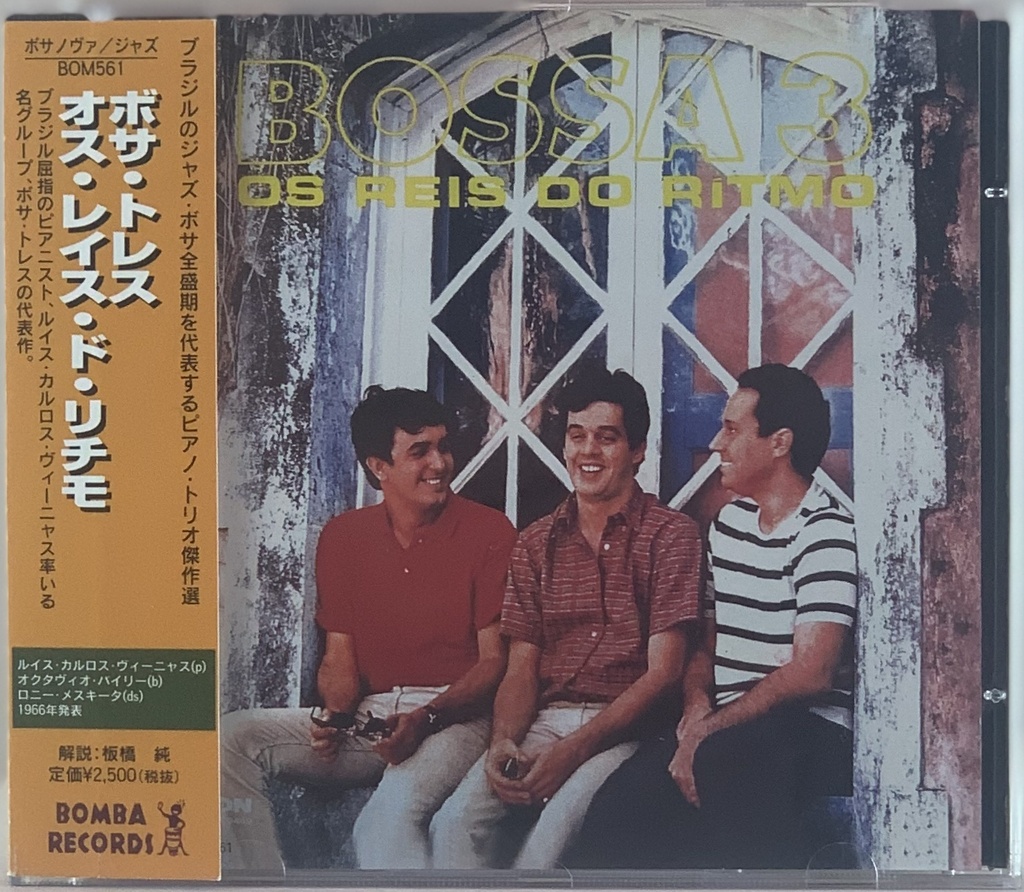 ボサノヴァ／ジャズ
BOM561
ブラジルのジャズ・ボサ全盛期を代表するピアノ・トリオ傑作選
ボサ・トレス
オス・レイス・ド・リチモ
ブラジル屈指のピアニスト、ルイス・カルロス・ヴィーニャス率いる
名グループ、ボサ・トレスの代表作。
ルイス・カルロス・ヴィーニャス(p)
オクタヴィオ・バイリー(b)
ロニー・メスキータ(ds)
1966年発表
解説：板橋 純
定価¥2,500(税抜)
BOMBA
RECORDS
BOSSA 3
OS REIS DO RiTMO